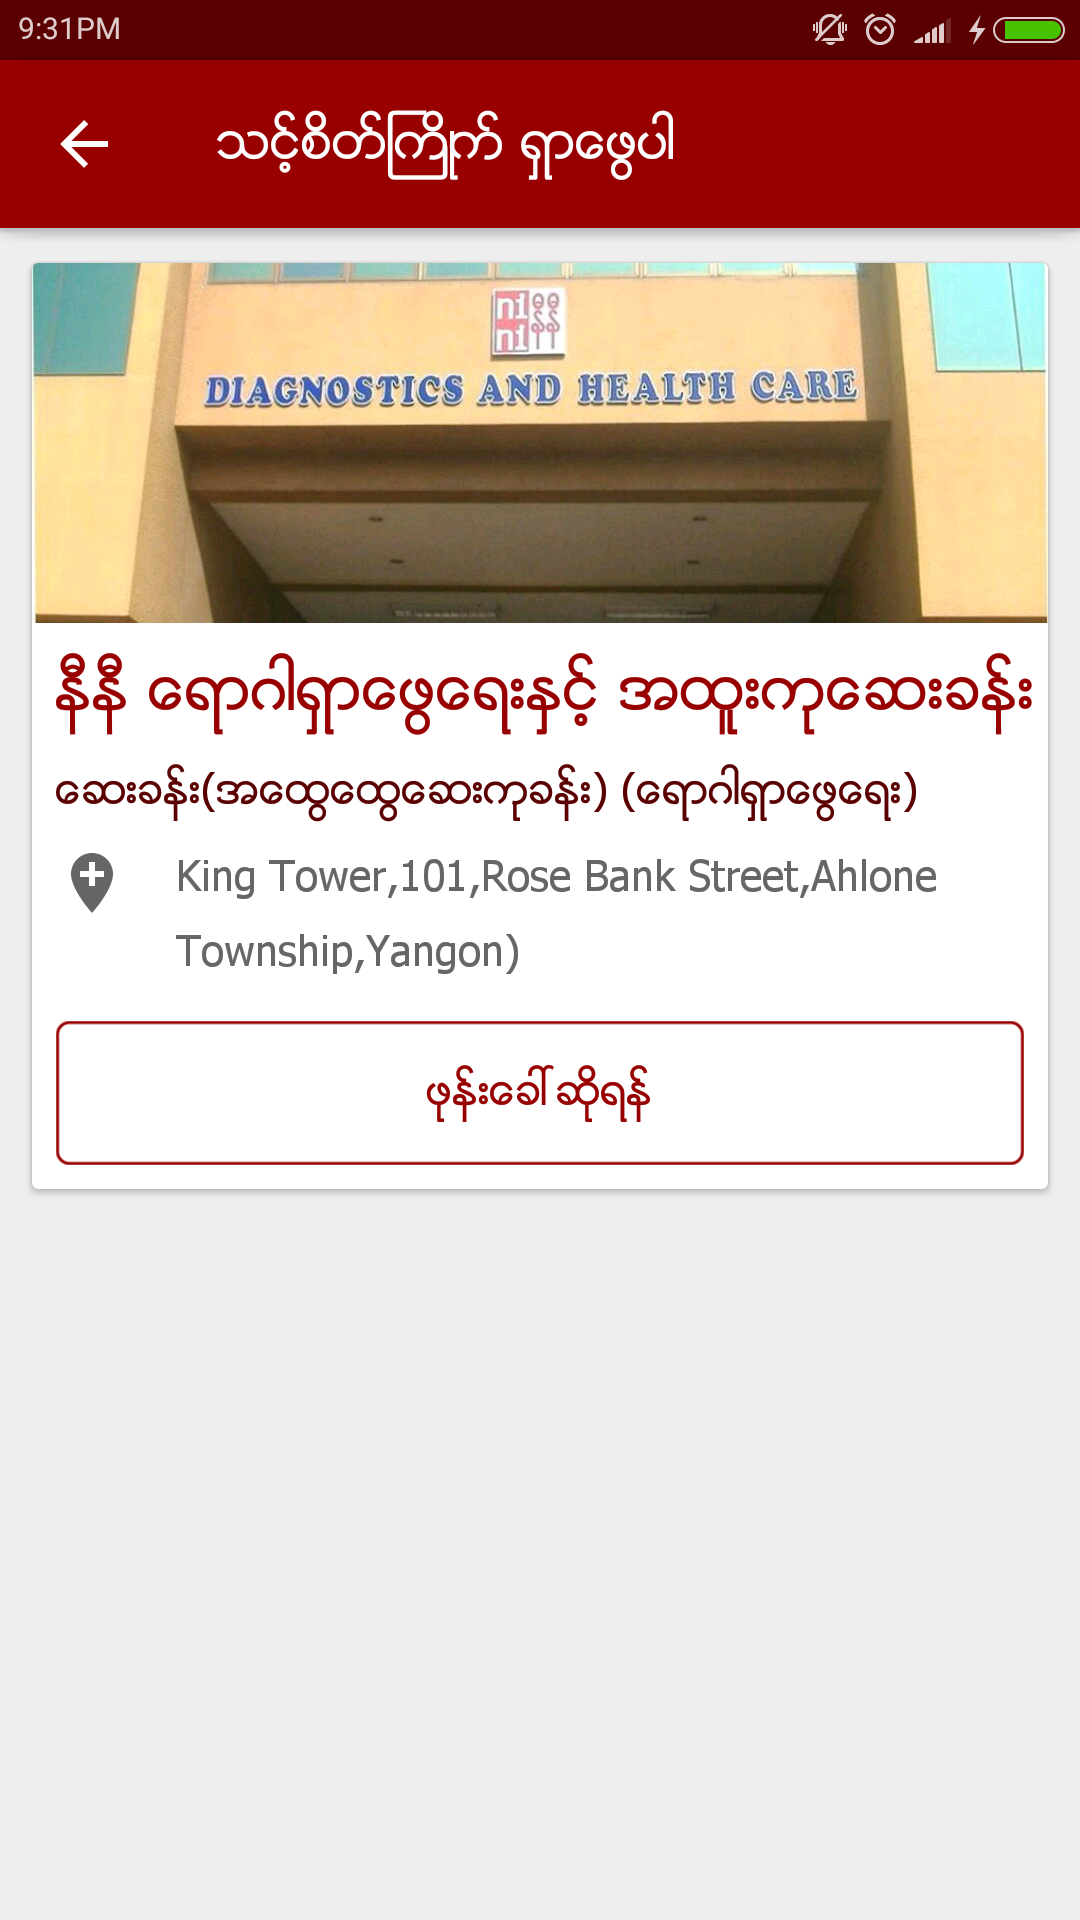 9:31PM
သင့်စိတ်ကြိုက် ရှာဖွေပါ
ni နီနီ
ni နီနီ
DIAGNOSTICS AND HEALTH CARE
နီနီ ရောဂါရှာဖွေရေးနှင့် အထူးကုဆေးခန်း
ဆေးခန်း(အထွေထွေဆေးကုခန်း) (ရောဂါရှာဖွေရေး)
King Tower,101,Rose Bank Street,Ahlone
Township,Yangon)
ဖုန်းခေါ်ဆိုရန်